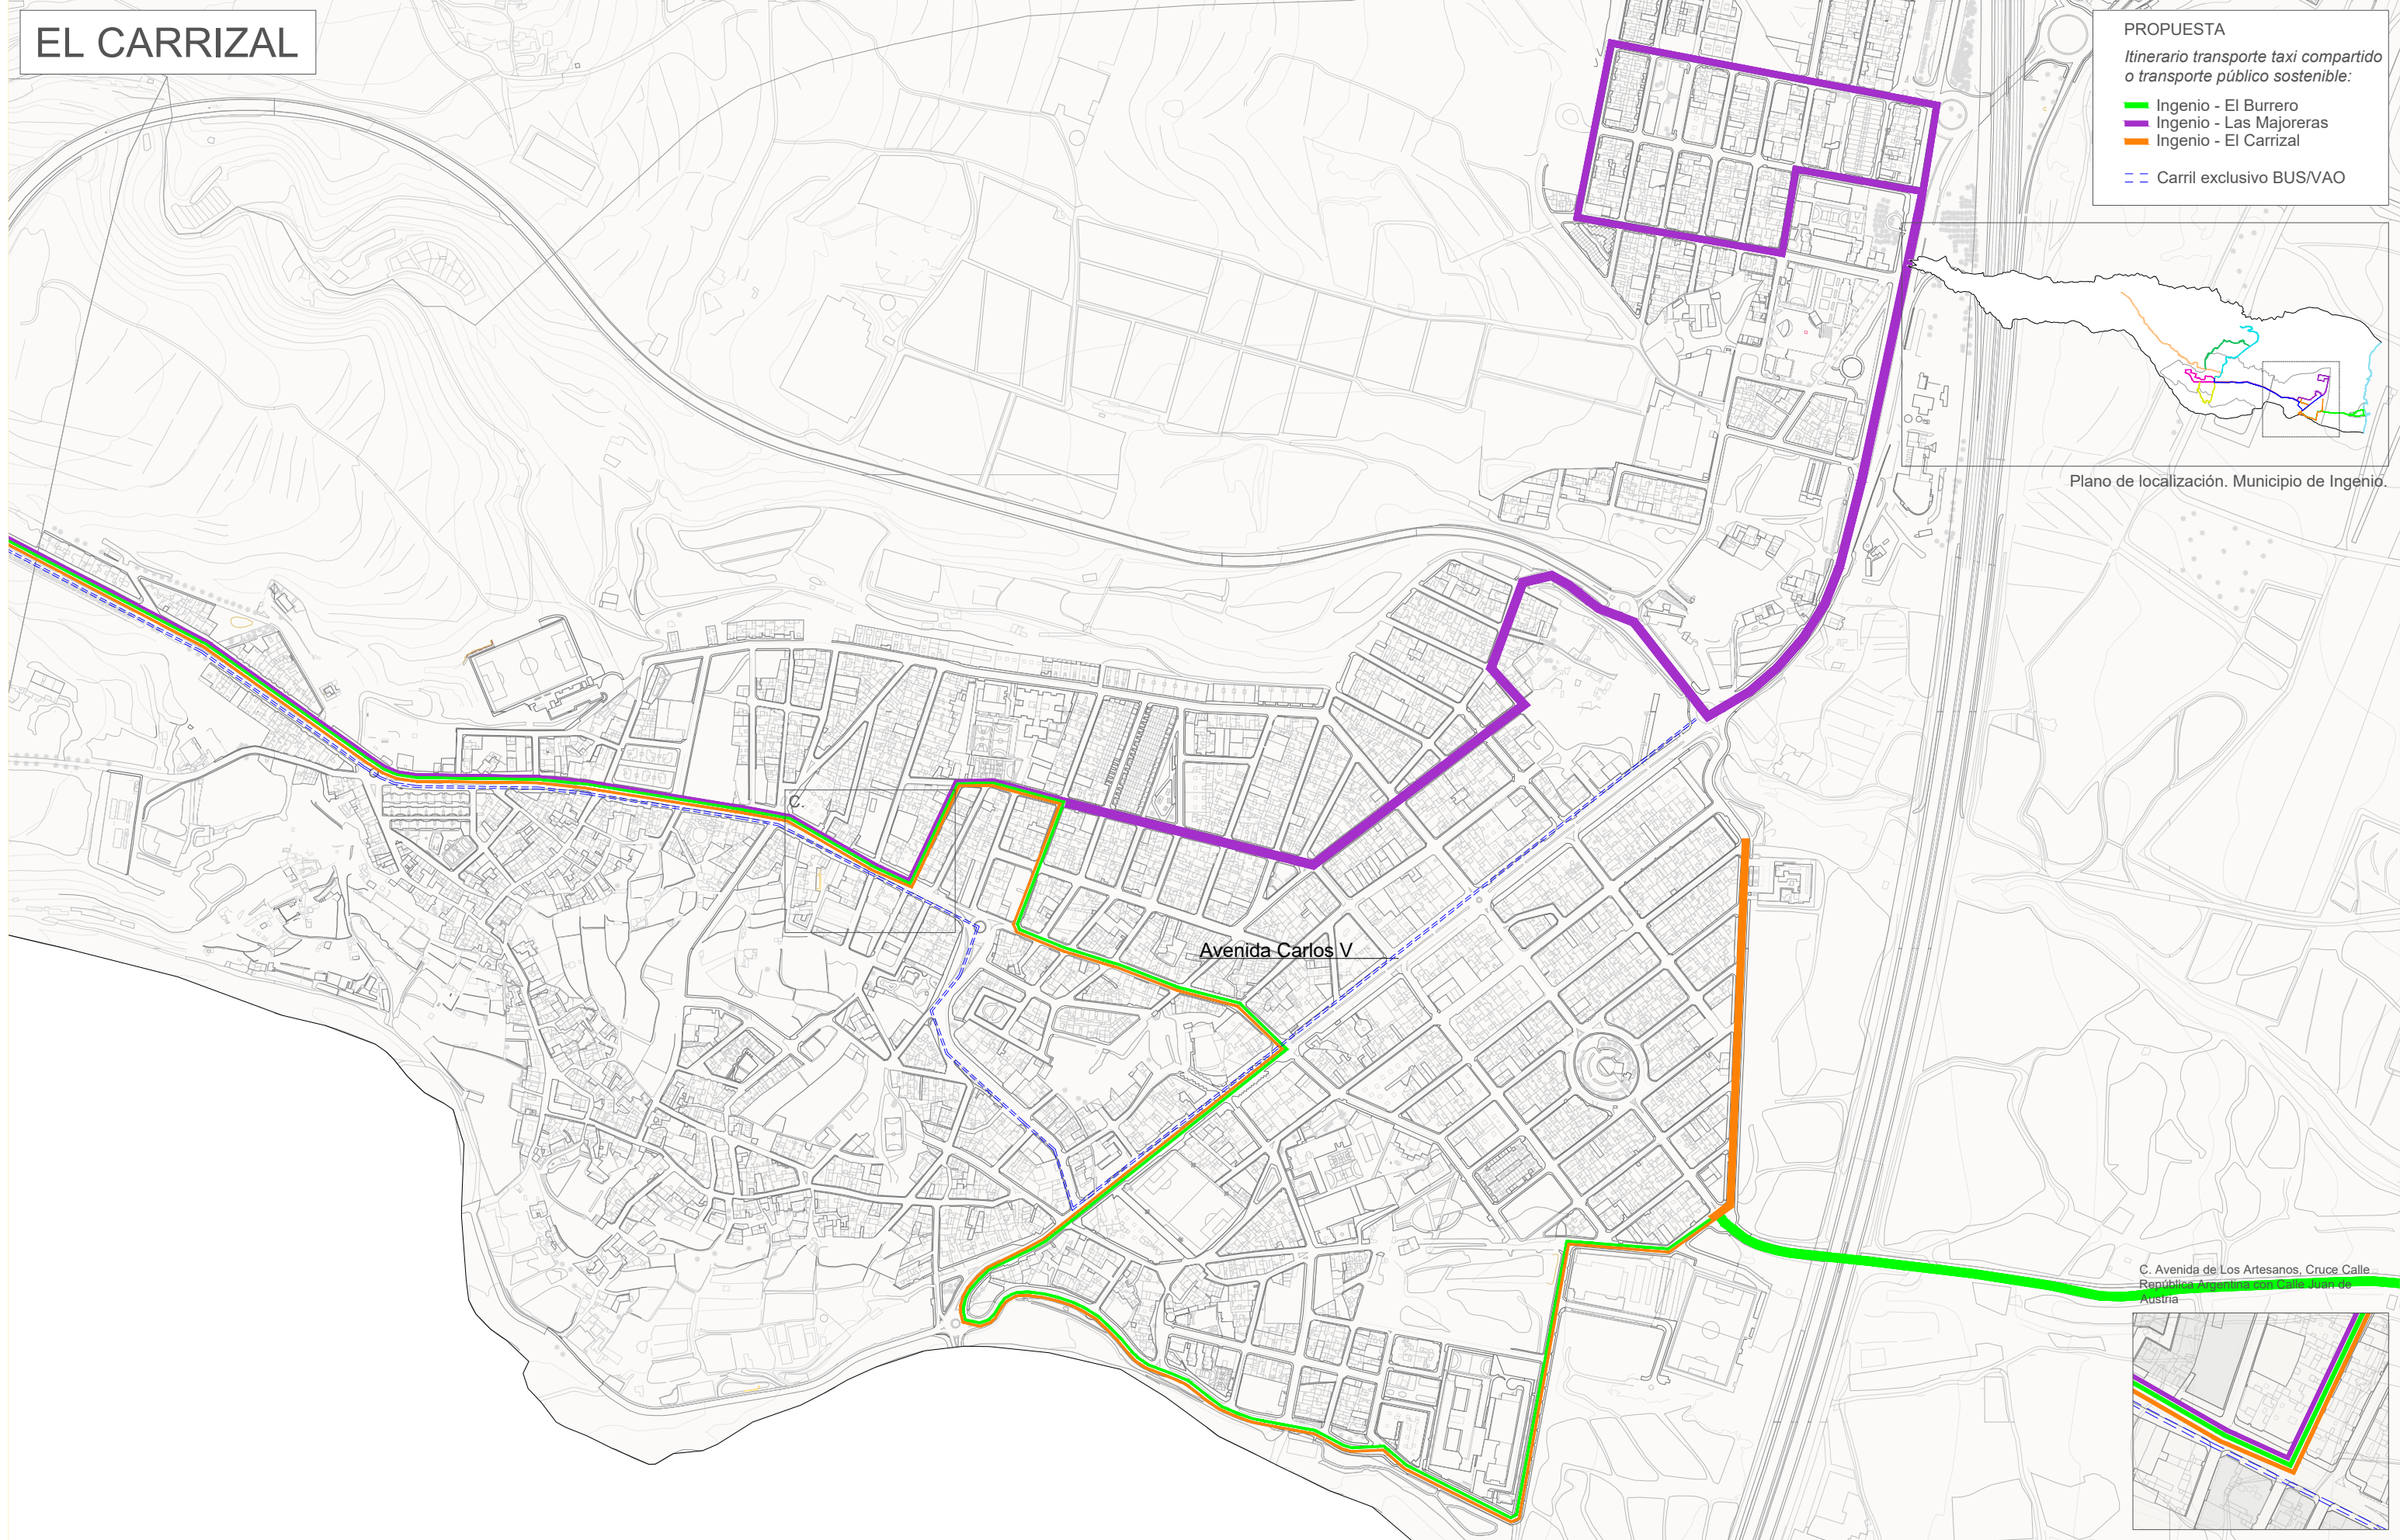 EL CARRIZAL
PROPUESTA
Itinerario transporte taxi compartido
o transporte público sostenible:
Ingenio - El Burrero
Ingenio - Las Majoreras
Ingenio - El Carrizal
Carril exclusivo BUS/VAO
Plano de localización. Municipio de Ingenio.
C.
Avenida Carlos V
C. Avenida de Los Artesanos, Cruce Calle
República Argentina con Calle Juan de
Austria